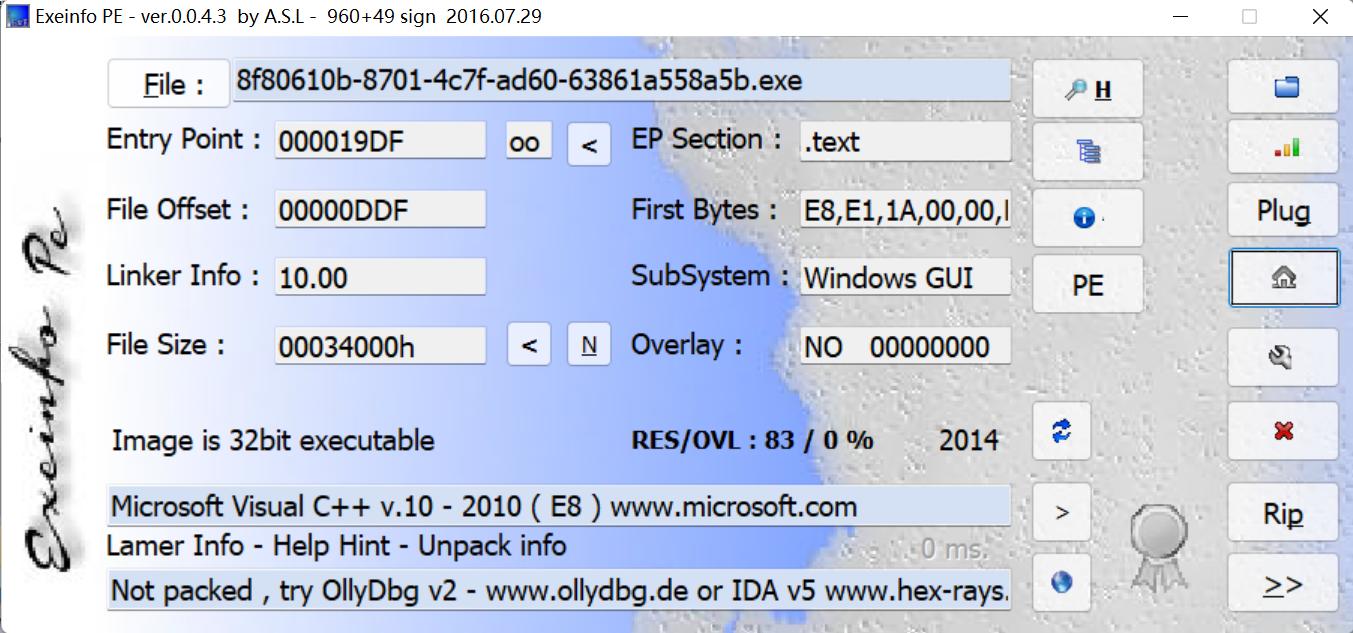 Exeinfo PE - ver.0.0.4.3 by A.S.L - 960+49 sign 2016.07.29
File : 8f80610b-8701-4c7f-ad60-63861a558a5b.exe H
Entry Point : 000019DF oo < EP Section : .text
File Offset : 00000DDF First Bytes : E8,E1,1A,00,00, Plug
Linker Info : 10.00 SubSystem : Windows GUI PE
File Size : 00034000h < N Overlay : NO 00000000
Image is 32bit executable RES/OVL : 83 / 0 % 2014
Microsoft Visual C++ v.10 - 2010 ( E8 ) www.microsoft.com > Rip
Lamer Info - Help Hint - Unpack info 0 ms.
Not packed , try OllyDbg v2 - www.ollydbg.de or IDA v5 www.hex-rays. >>
Exeinfo Pe